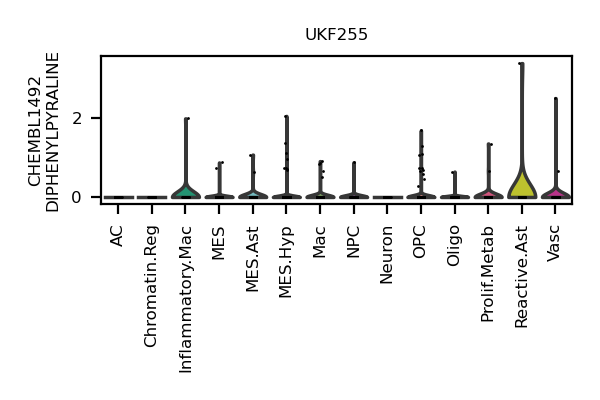 UKF255
CHEMBL1492
DIPHENYLPYRALINE
2
0
AC
Chromatin.Reg
Inflammatory.Mac
MES
MES.Ast
MES.Hyp
Mac
NPC
Neuron
OPC
Oligo
Prolif.Metab
Reactive.Ast
Vasc